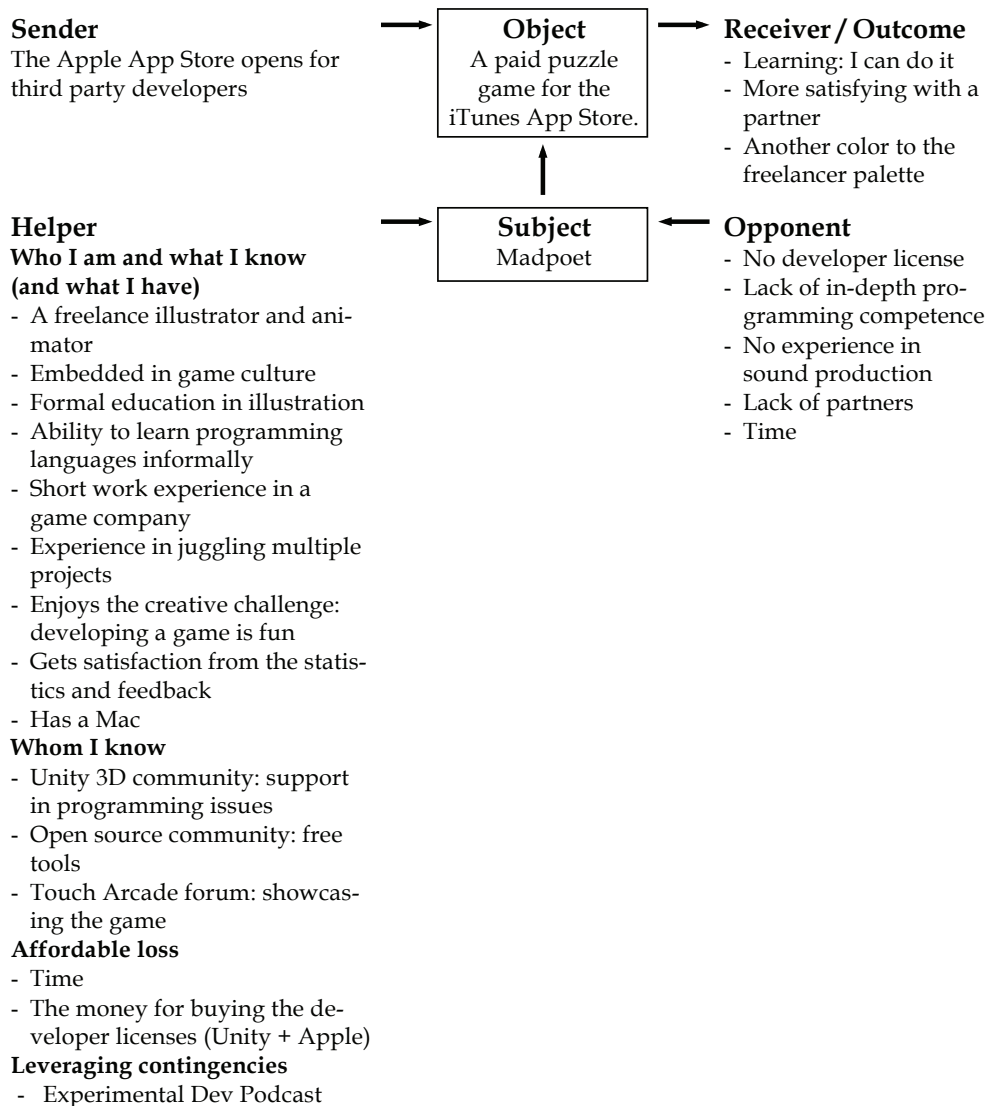 Sender
The Apple App Store opens for
third party developers
Object
A paid puzzle
game for the
iTunes App Store.
Receiver / Outcome
- Learning: I can do it
- More satisfying with a
partner
- Another color to the
freelancer palette
Helper
Who I am and what I know
(and what I have)
- A freelance illustrator and ani-
mator
- Embedded in game culture
- Formal education in illustration
- Ability to learn programming
languages informally
- Short work experience in a
game company
- Experience in juggling multiple
projects
- Enjoys the creative challenge:
developing a game is fun
- Gets satisfaction from the statis-
tics and feedback
- Has a Mac
Whom I know
- Unity 3D community: support
in programming issues
- Open source community: free
tools
- Touch Arcade forum: showcas-
ing the game
Affordable loss
- Time
- The money for buying the de-
veloper licenses (Unity + Apple)
Leveraging contingencies
- Experimental Dev Podcast
Subject
Madpoet
Opponent
- No developer license
- Lack of in-depth pro-
gramming competence
- No experience in
sound production
- Lack of partners
- Time